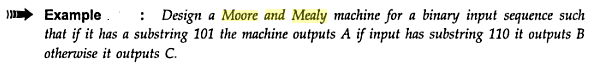 Example . : Design a Moore and Mealy machine for a binary input sequence such
that if it has a substring 101 the machine outputs A if input has substring 110 it outputs B
otherwise it outputs C.